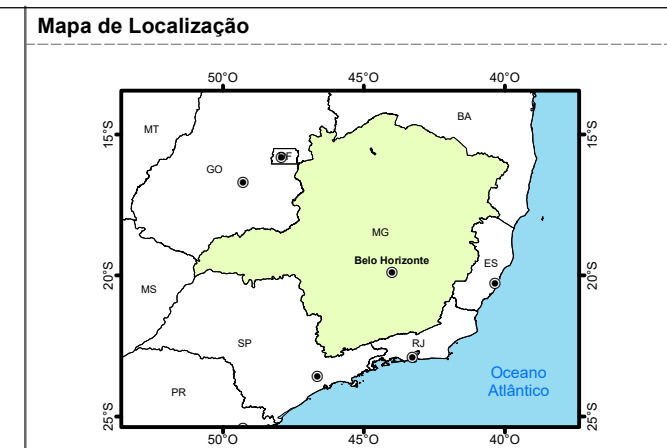 Mapa de Localização
50°O 45°O 40°O
15°S 15°S
MT BA
GO F
MG
Belo Horizonte
ES
20°S 20°S
MS
SP RJ
Oceano
Atlântico
PR
25°S 25°S
50°O 45°O 40°O